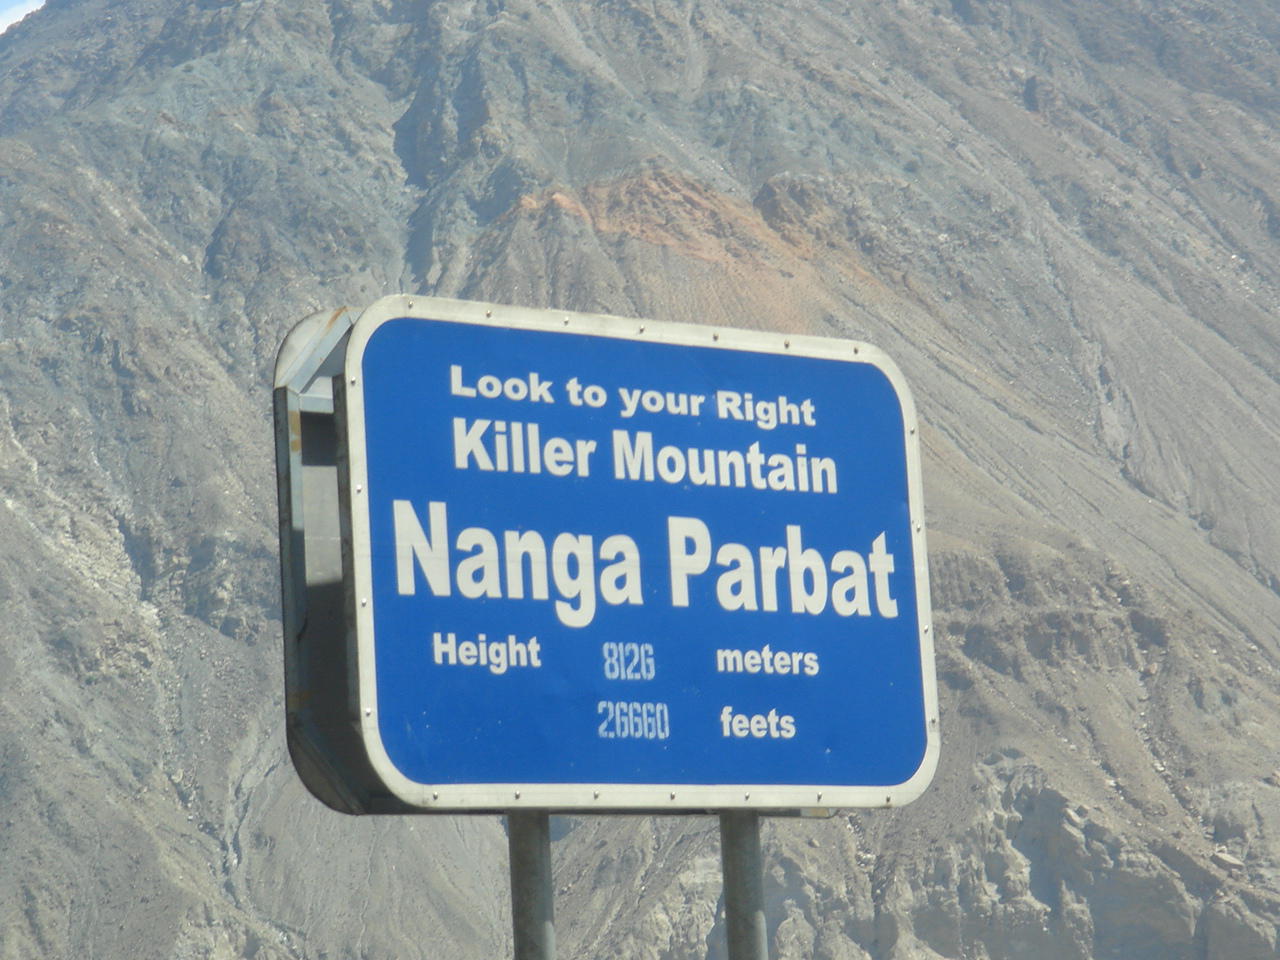 Look to your Right
Killer Mountain
Nanga Parbat
Height 8126 meters
26660 feets